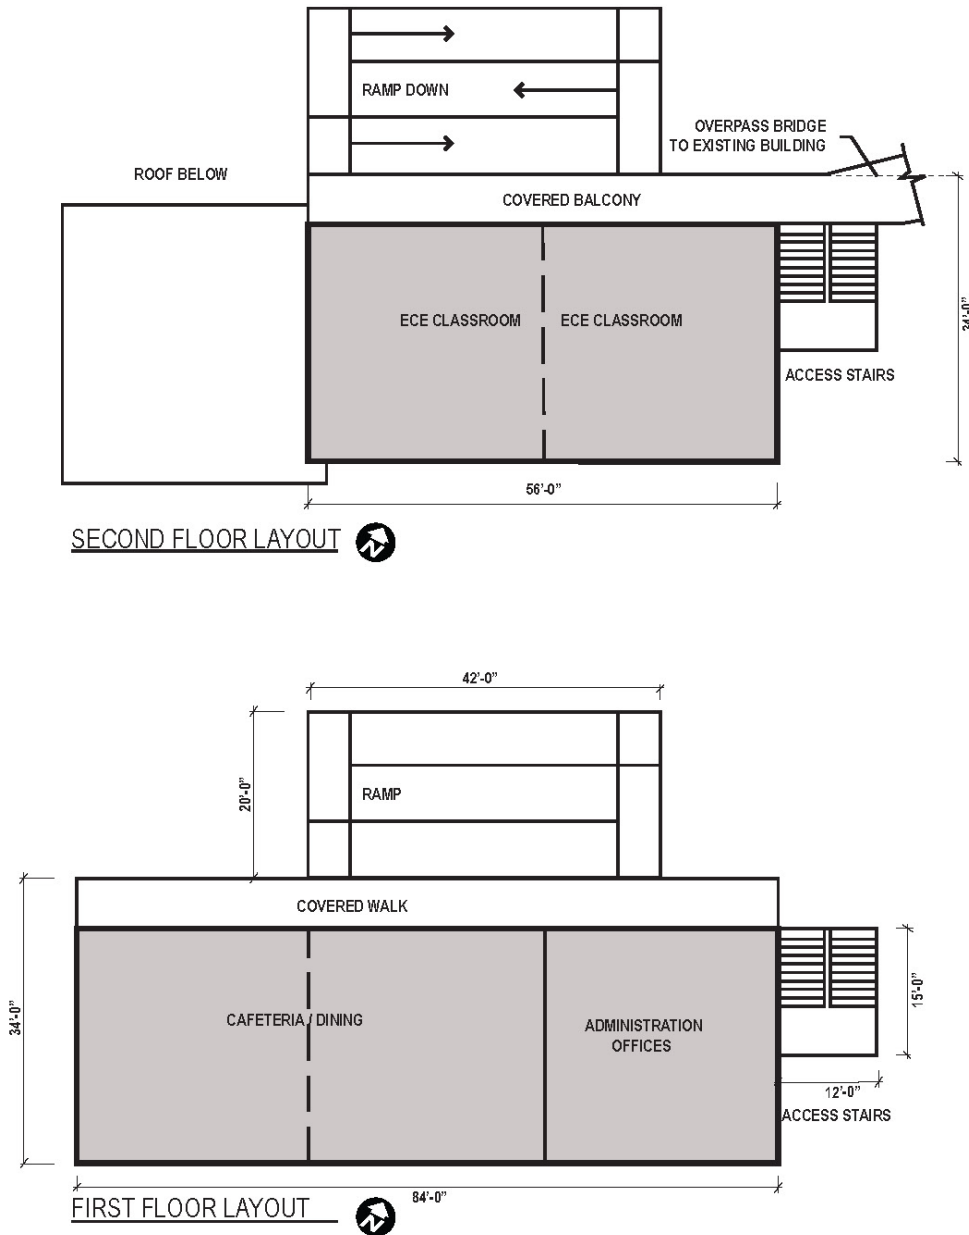 RAMP DOWN
OVERPASS BRIDGE
TO EXISTING BUILDING
ROOF BELOW
COVERED BALCONY
ECE CLASSROOM
ECE CLASSROOM
34'-0"
ACCESS STAIRS
56'-0"
SECOND FLOOR LAYOUT
N
42'-0"
20'-0"
RAMP
COVERED WALK
34'-0"
CAFETERIA / DINING
ADMINISTRATION
OFFICES
15'-0"
12'-0"
ACCESS STAIRS
84'-0"
FIRST FLOOR LAYOUT
N